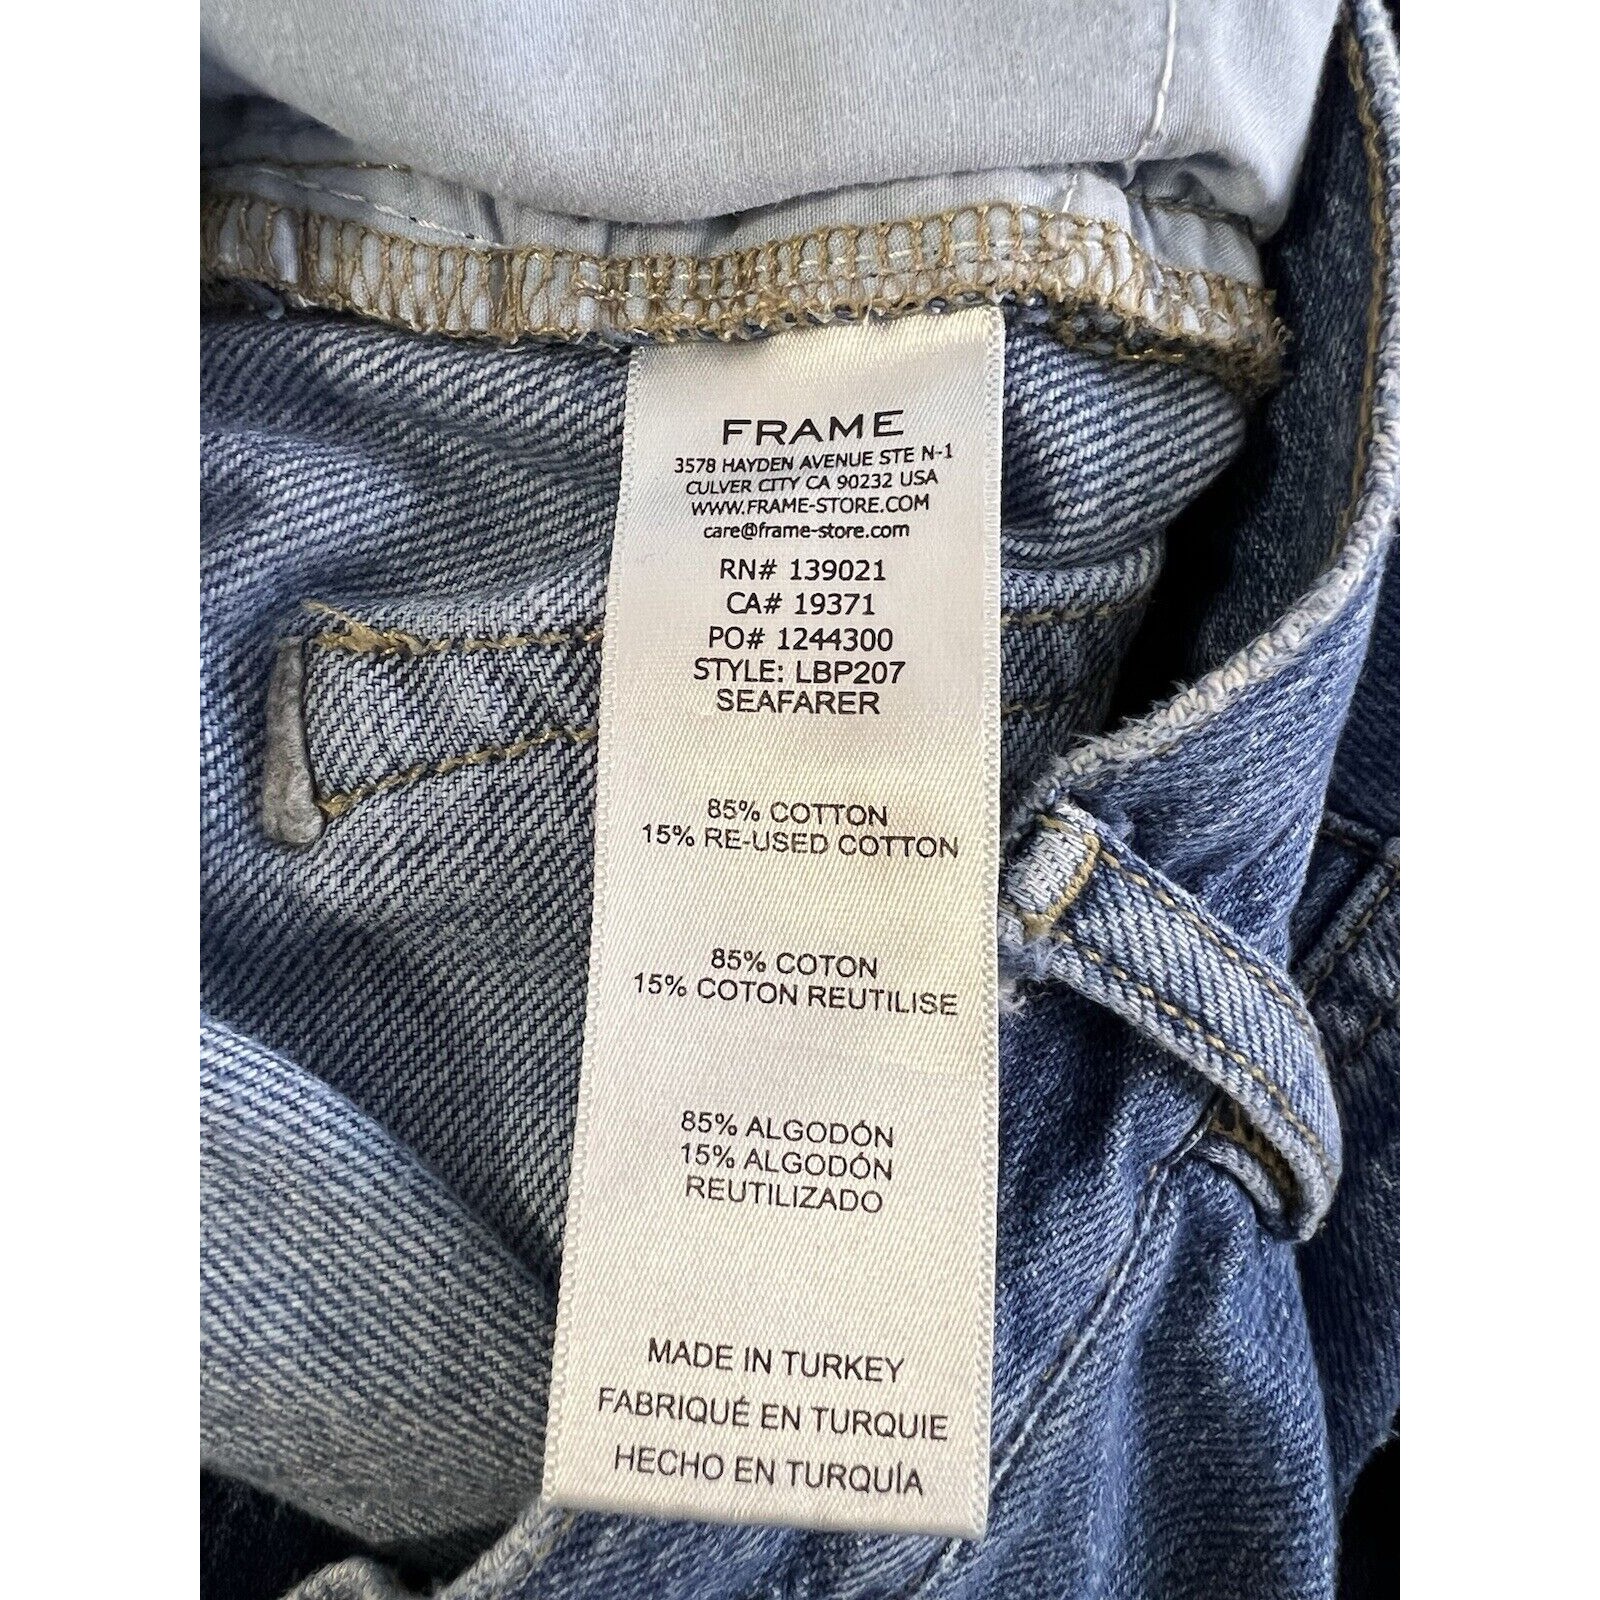 FRAME
3578 HAYDEN AVENUE STE N-1
CULVER CITY CA 90232 USA
WWW.FRAME-STORE.COM
care@frame-store.com
RN# 139021
CA# 19371
PO# 1244300
STYLE: LBP207
SEAFARER
85% COTTON
15% RE-USED COTTON
85% COTON
15% COTON REUTILISE
85% ALGODÓN
15% ALGODÓN
REUTILIZADO
MADE IN TURKEY
FABRIQUÉ EN TURQUIE
HECHO EN TURQUÍA